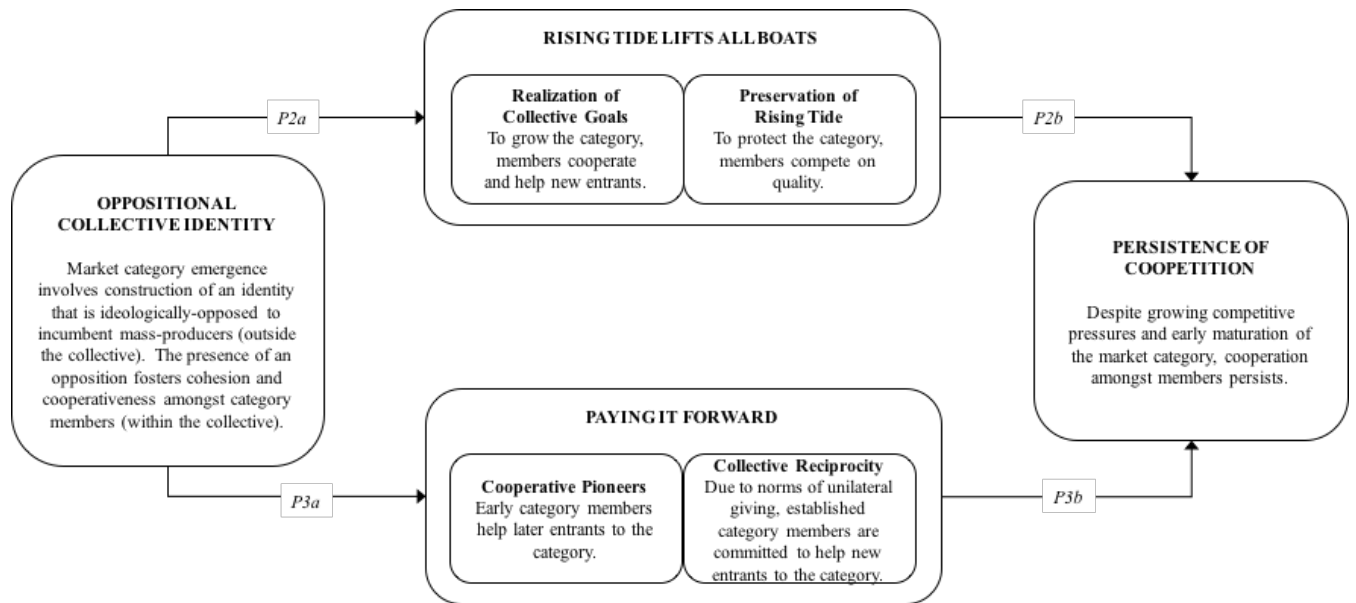 RISING TIDE LIFTS ALL BOATS
Realization of
Collective Goals
To grow the category,
members cooperate
and help new entrants.
Preservation of
Rising Tide
To protect the category,
members compete on
quality.
P2a
P2b
OPPOSITIONAL
COLLECTIVE IDENTITY
Market category emergence
involves construction of an identity
that is ideologically-opposed to
incumbent mass-producers (outside
the collective). The presence of an
opposition fosters cohesion and
cooperativeness amongst category
members (within the collective).
PERSISTENCE OF
COOPETITION
Despite growing competitive
pressures and early maturation of
the market category, cooperation
amongst members persists.
PAYING IT FORWARD
Cooperative Pioneers
Early category members
help later entrants to the
category.
Collective Reciprocity
Due to norms of unilateral
giving, established
category members are
committed to help new
entrants to the category.
P3a
P3b